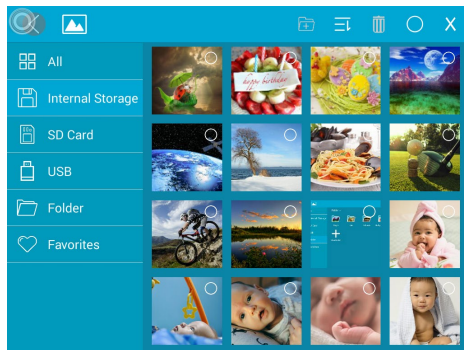 X
All
Internal Storage
SD Card
USB
Folder
Favorites
happy birthday